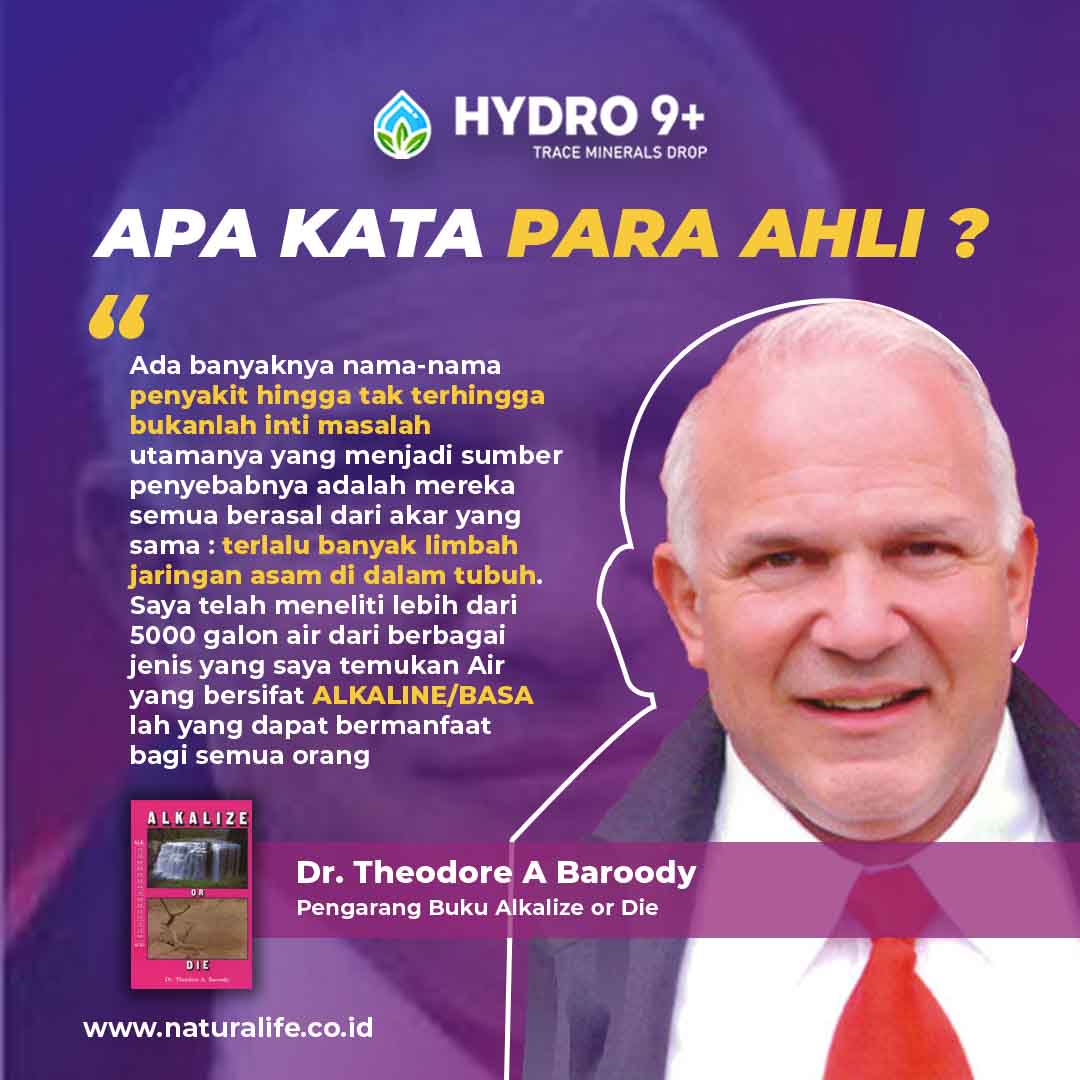 HYDRO 9+
TRACE MINERALS DROP
APA KATA PARA AHLI ?
“
Ada banyaknya nama-nama
penyakit hingga tak terhingga
bukanlah inti masalah
utamanya yang menjadi sumber
penyebabnya adalah mereka
semua berasal dari akar yang
sama : terlalu banyak limbah
jaringan asam di dalam tubuh.
Saya telah meneliti lebih dari
5000 galon air dari berbagai
jenis yang saya temukan Air
yang bersifat ALKALINE/BASA
lah yang dapat bermanfaat
bagi semua orang
ALKALIZE
OR
DIE
Dr. Theodore A. Baroody
Dr. Theodore A Baroody
Pengarang Buku Alkalize or Die
www.naturalife.co.id